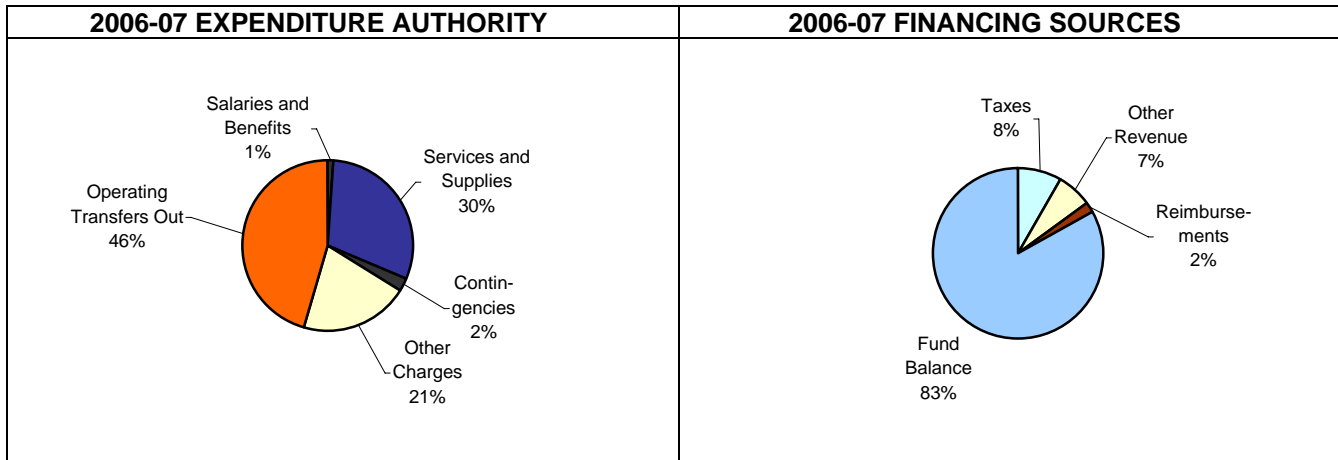 2006-07 EXPENDITURE AUTHORITY
Salaries and
Benefits
1%
Services and
Supplies
30%
Operating
Transfers Out
46%
Contin-
gencies
2%
Other
Charges
21%
2006-07 FINANCING SOURCES
Taxes
8%
Other
Revenue
7%
Reimburse-
ments
2%
Fund
Balance
83%